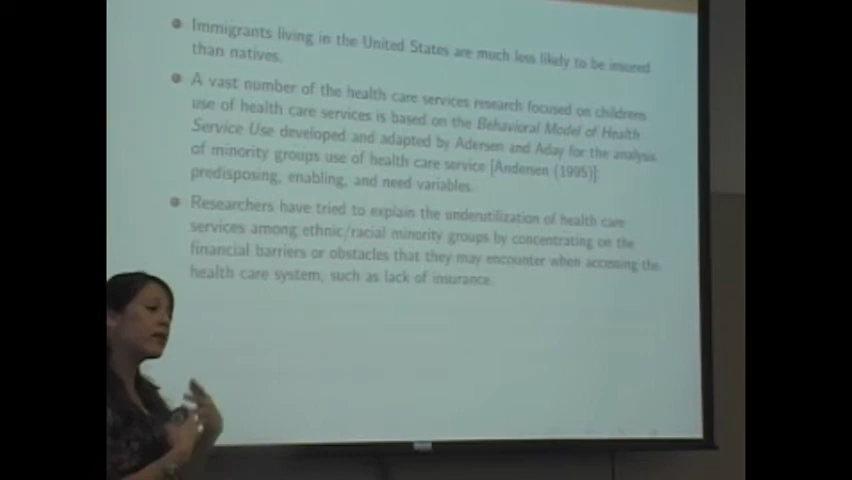 Immigrants living in the United States are much less likely to be insured
than natives.
A vast number of the health care services research focused on childrens
use of health care services is based on the Behavioral Model of Health
Service Use developed and adapted by Adersen and Aday for the analysis
of minority groups use of health care service [Andersen (1995)]:
predisposing, enabling, and need variables.
Researchers have tried to explain the underutilization of health care
services among ethnic/racial minority groups by concentrating on the
financial barriers or obstacles that they may encounter when accessing the
health care system, such as lack of insurance.